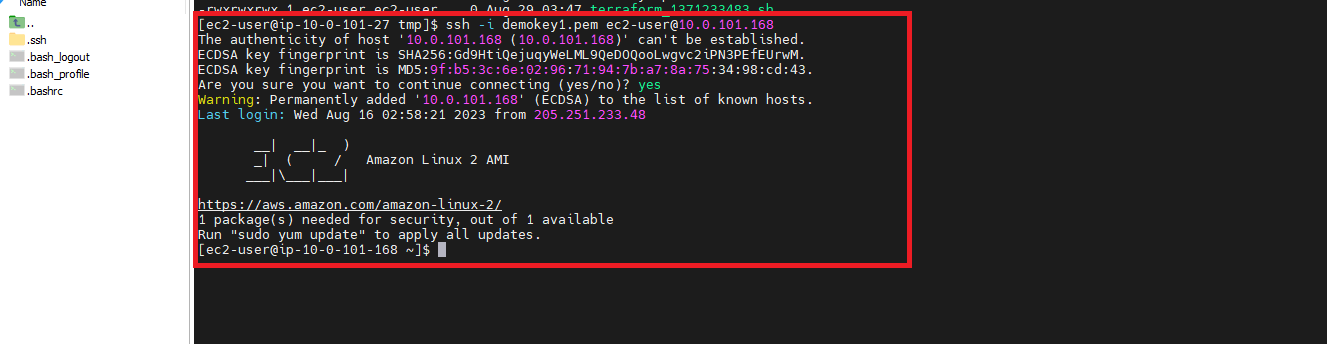 Name
..
.ssh
.bash_logout
.bash_profile
.bashrc
-rwxrwxrwx 1 ec2-user ec2-user 0 Aug 29 03:47 terraform_1371233483.sh
[ec2-user@ip-10-0-101-27 tmp]$ ssh -i demokey1.pem ec2-user@10.0.101.168
The authenticity of host '10.0.101.168 (10.0.101.168)' can't be established.
ECDSA key fingerprint is SHA256:Gd9HtiQejuqyWeLML9QeDOQooLwgvc2iPN3PEfEUrwM.
ECDSA key fingerprint is MD5:9f:b5:3c:6e:02:96:71:94:7b:a7:8a:75:34:98:cd:43.
Are you sure you want to continue connecting (yes/no)? yes
Warning: Permanently added '10.0.101.168' (ECDSA) to the list of known hosts.
Last login: Wed Aug 16 02:58:21 2023 from 205.251.233.48
__| __|_ )
_| ( / Amazon Linux 2 AMI
___|\___|___|
https://aws.amazon.com/amazon-linux-2/
1 package(s) needed for security, out of 1 available
Run "sudo yum update" to apply all updates.
[ec2-user@ip-10-0-101-168 ~]$